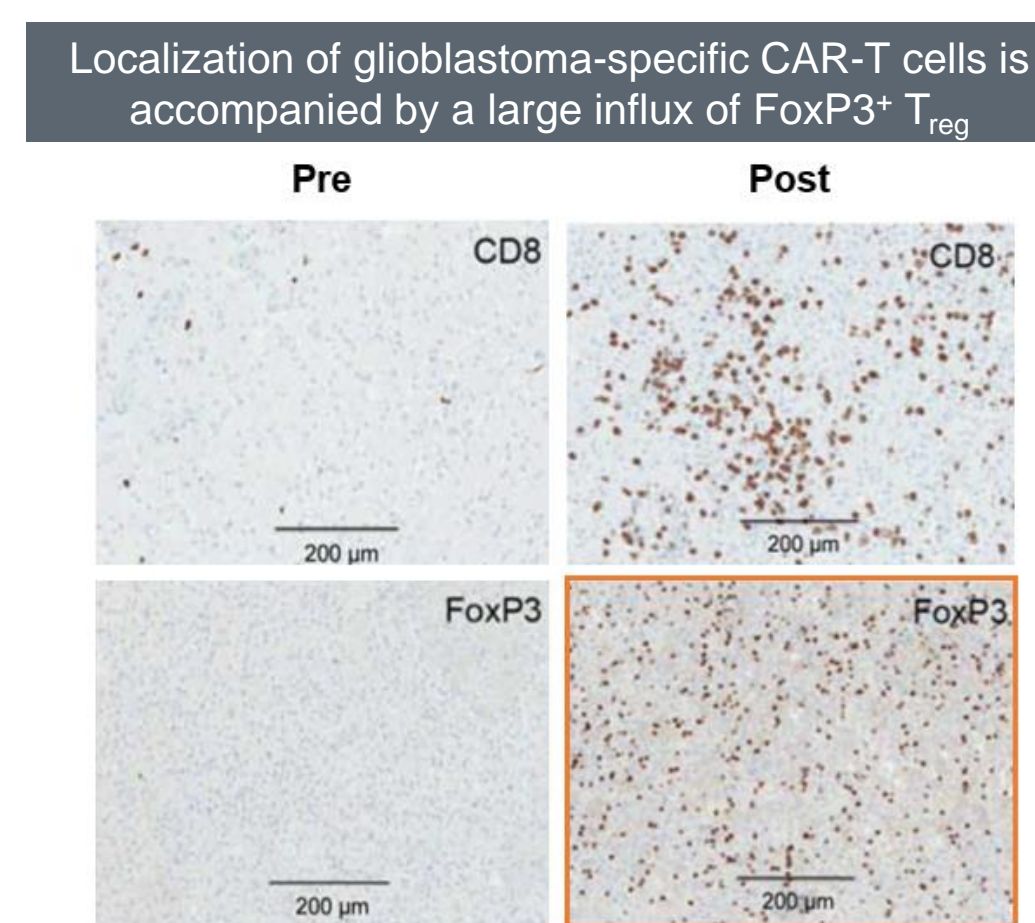 Localization of glioblastoma-specific CAR-T cells is
accompanied by a large influx of FoxP3⁺ Treg
Pre Post
CD8 CD8
200 µm 200 µm
FoxP3 FoxP3
200 µm 200 µm